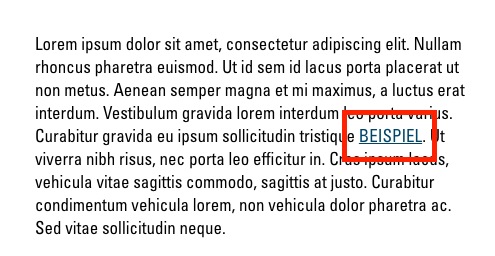 Lorem ipsum dolor sit amet, consectetur adipiscing elit. Nullam
rhoncus pharetra euismod. Ut id sem id lacus porta placerat ut
non metus. Aenean semper magna et mi maximus, a luctus erat
interdum. Vestibulum gravida lorem interdum leo porta varius.
Curabitur gravida eu ipsum sollicitudin tristique BEISPIEL. Ut
viverra nibh risus, nec porta leo efficitur in. Cras ipsum lacus,
vehicula vitae sagittis commodo, sagittis at justo. Curabitur
condimentum vehicula lorem, non vehicula dolor pharetra ac.
Sed vitae sollicitudin neque.